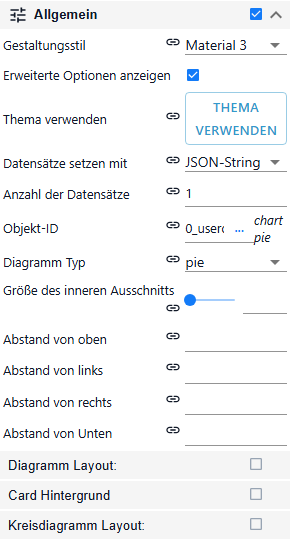 Allgemein
Gestaltungsstil Material 3
Erweiterte Optionen anzeigen
Thema verwenden THEMA
VERWENDEN
Datensätze setzen mit JSON-String
Anzahl der Datensätze 1
Objekt-ID 0_userd ... chart
pie
Diagramm Typ pie
Größe des inneren Ausschnitts
Abstand von oben
Abstand von links
Abstand von rechts
Abstand von Unten
Diagramm Layout:
Card Hintergrund
Kreisdiagramm Layout: